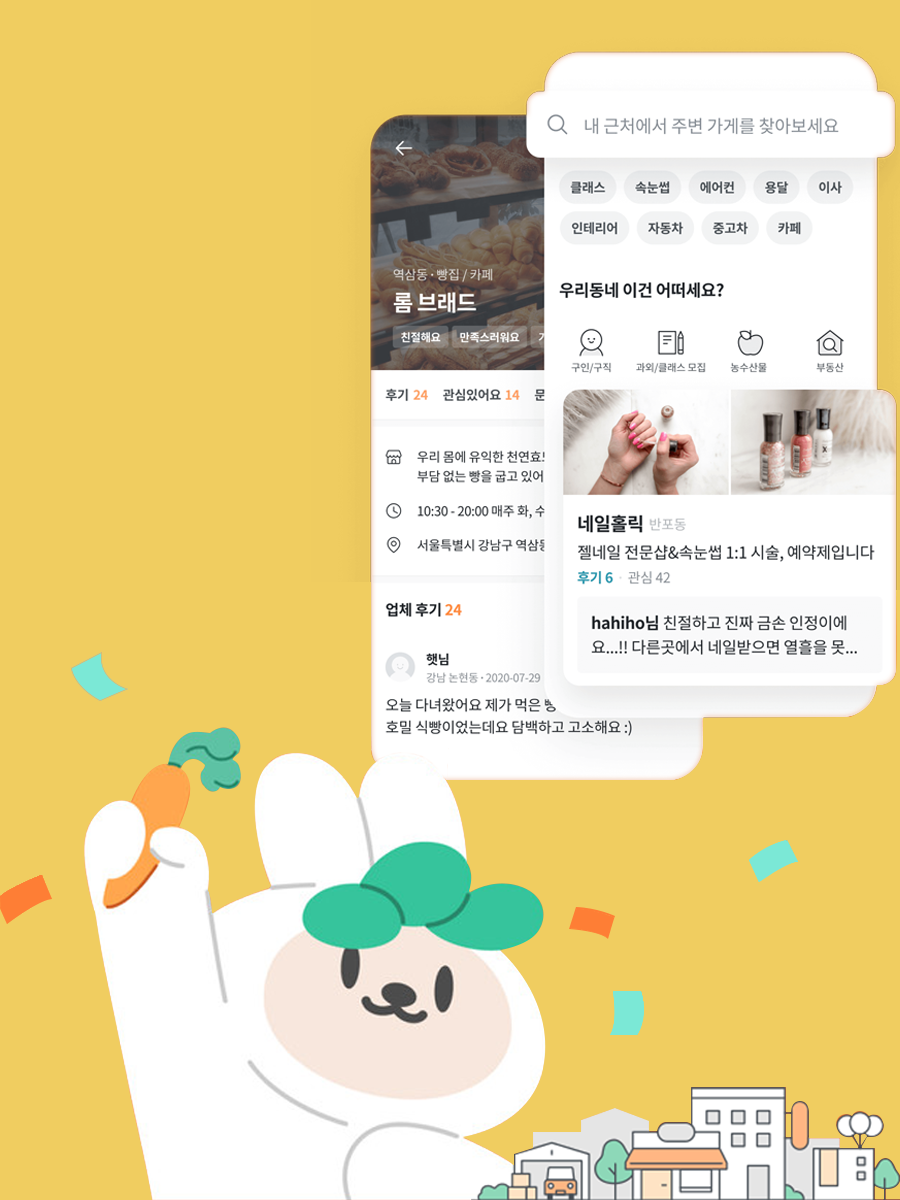 내 근처에서 주변 가게를 찾아보세요
클래스 속눈썹 에어컨 용달 이사
인테리어 자동차 중고차 카페
우리동네 이건 어떠세요?
구인/구직 과외/클래스 모집 농수산물 부동산
네일홀릭 반포동
젤네일 전문샵&속눈썹 1:1 시술, 예약제입니다
후기 6 · 관심 42
hahiho님 친절하고 진짜 금손 인정이에
요...!! 다른곳에서 네일받으면 열흘을 못...
역삼동 · 빵집 / 카페
롬 브래드
친절해요 만족스러워요
후기 24 관심있어요 14 문
우리 몸에 유익한 천연효
부담 없는 빵을 굽고 있어
10:30 - 20:00 매주 화, 수
서울특별시 강남구 역삼동
업체 후기 24
햇님
강남 논현동 · 2020-07-29
오늘 다녀왔어요 제가 먹은 빵
호밀 식빵이었는데요 담백하고 고소해요 :)